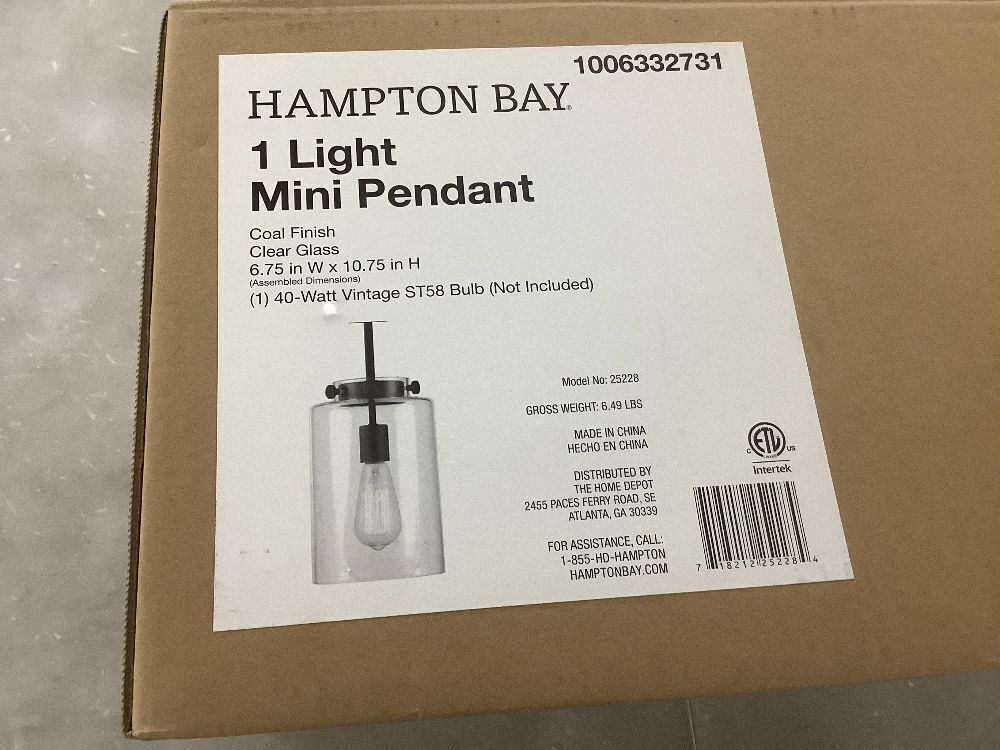 1006332731
HAMPTON BAY®
1 Light
Mini Pendant
Coal Finish
Clear Glass
6.75 in W x 10.75 in H
(Assembled Dimensions)
(1) 40-Watt Vintage ST58 Bulb (Not Included)
Model No: 25228
GROSS WEIGHT: 6.49 LBS
MADE IN CHINA
HECHO EN CHINA
DISTRIBUTED BY
THE HOME DEPOT
2455 PACES FERRY ROAD, SE
ATLANTA, GA 30339
FOR ASSISTANCE, CALL:
1-855-HD-HAMPTON
HAMPTONBAY.COM
C ETL US
Intertek
7 18212 25228 4